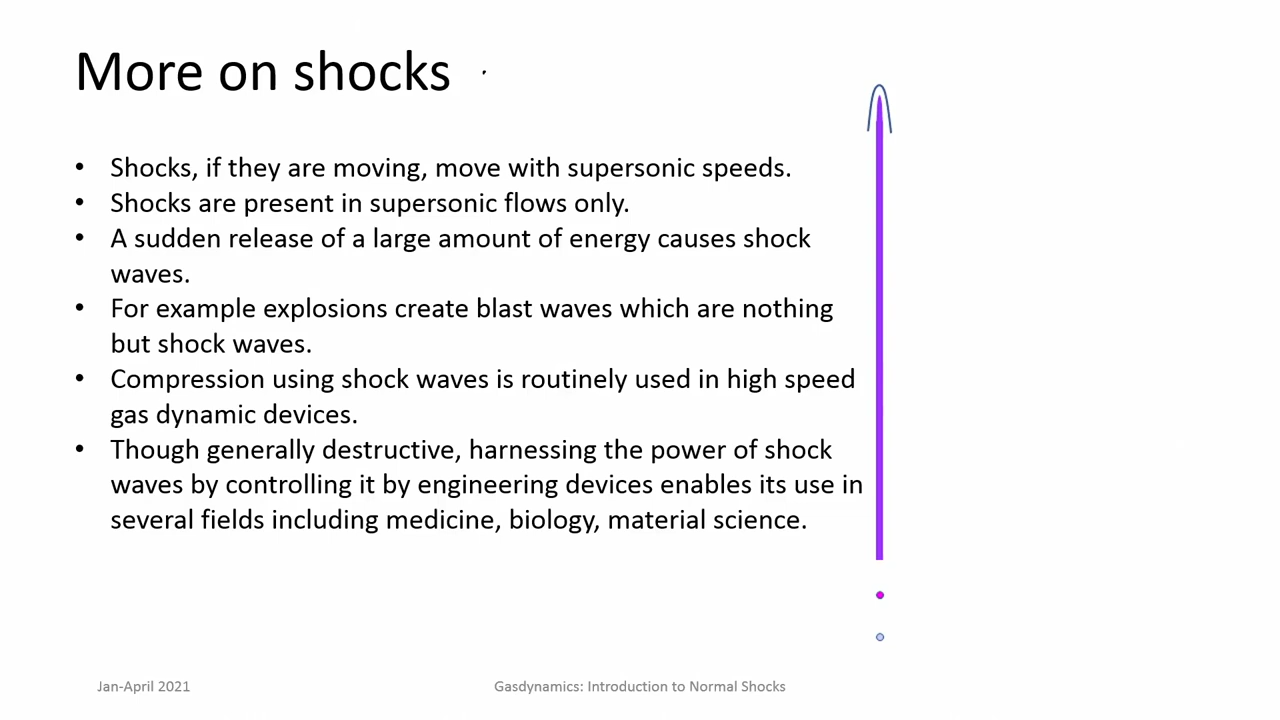 More on shocks
• Shocks, if they are moving, move with supersonic speeds.
• Shocks are present in supersonic flows only.
• A sudden release of a large amount of energy causes shock
waves.
• For example explosions create blast waves which are nothing
but shock waves.
• Compression using shock waves is routinely used in high speed
gas dynamic devices.
• Though generally destructive, harnessing the power of shock
waves by controlling it by engineering devices enables its use in
several fields including medicine, biology, material science.
Jan-April 2021
Gasdynamics: Introduction to Normal Shocks